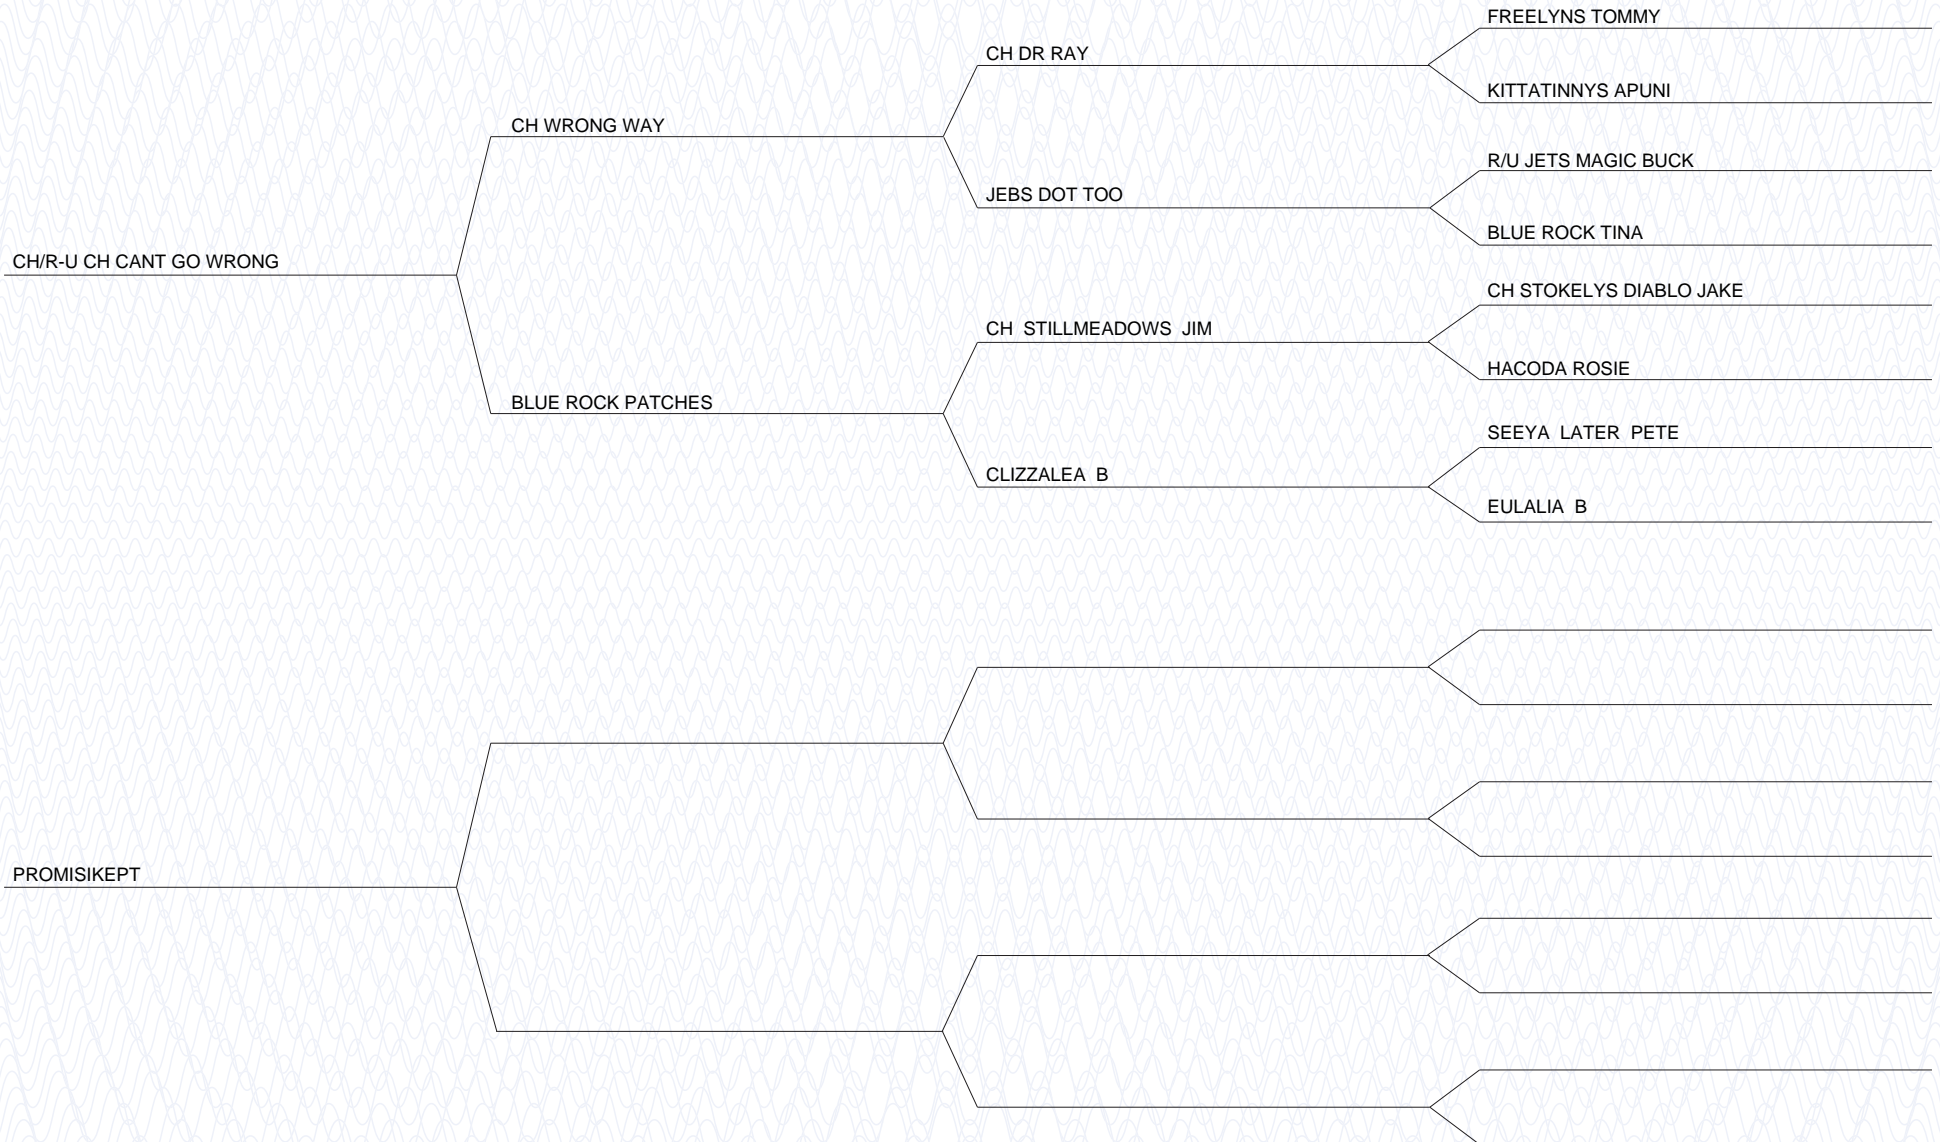 FREELYNS TOMMY
CH DR RAY
KITTATINNYS APUNI
CH WRONG WAY
R/U JETS MAGIC BUCK
JEBS DOT TOO
BLUE ROCK TINA
CH/R-U CH CANT GO WRONG
CH STOKELYS DIABLO JAKE
CH  STILLMEADOWS  JIM
HACODA ROSIE
BLUE ROCK PATCHES
SEEYA  LATER  PETE
CLIZZALEA  B
EULALIA  B
PROMISIKEPT